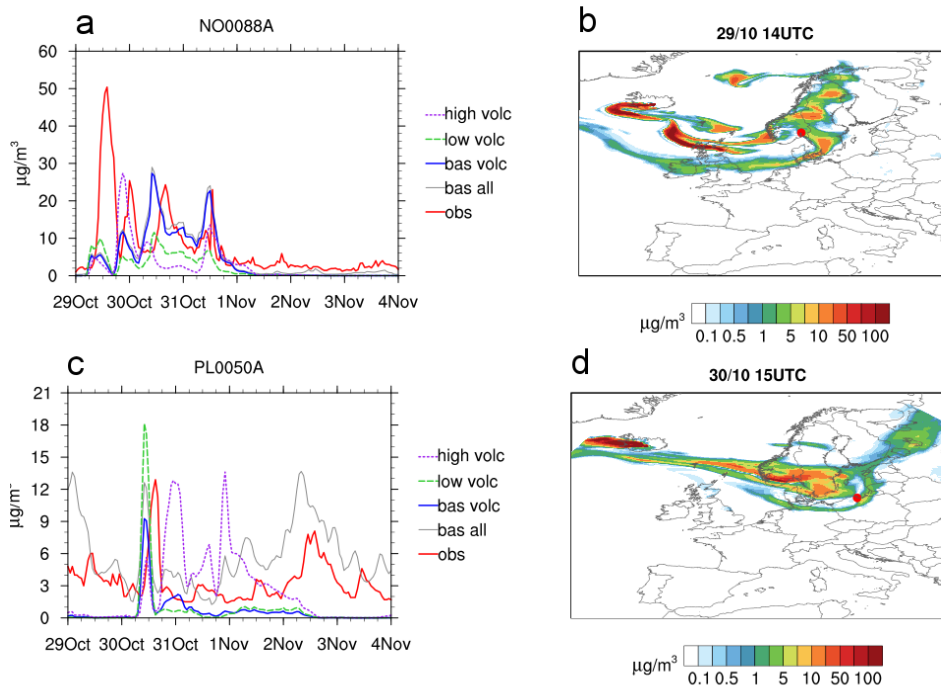 a
NO0088A
60
50
40
30
20
10
0
µg/m³
29Oct 30Oct 31Oct 1Nov 2Nov 3Nov 4Nov
high volc
low volc
bas volc
bas all
obs
b
29/10 14UTC
µg/m³
0.1 0.5 1 5 10 50 100
c
PL0050A
21
18
15
12
9
6
3
0
µg/m⁻
29Oct 30Oct 31Oct 1Nov 2Nov 3Nov 4Nov
high volc
low volc
bas volc
bas all
obs
d
30/10 15UTC
µg/m³
0.1 0.5 1 5 10 50 100